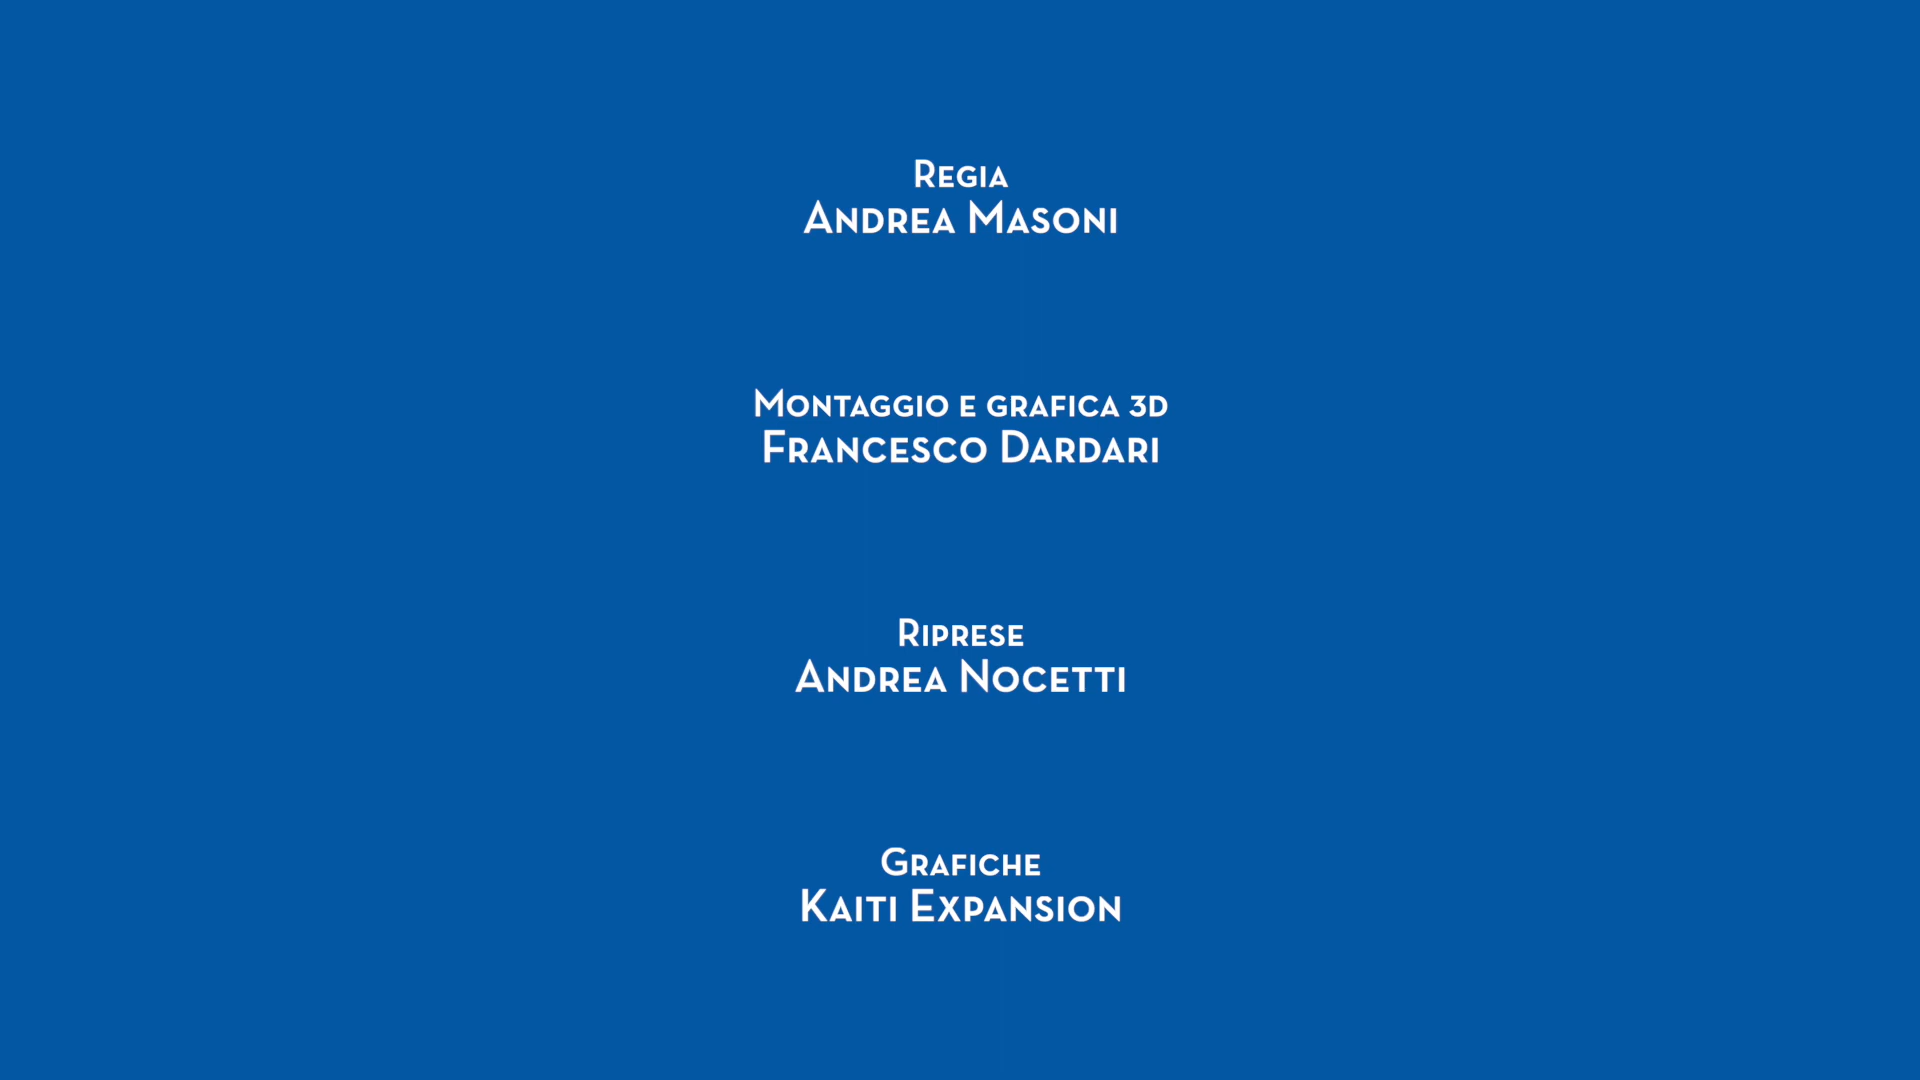 Regia
Andrea Masoni
Montaggio e grafica 3D
Francesco Dardari
Riprese
Andrea Nocetti
Grafiche
Kaiti Expansion